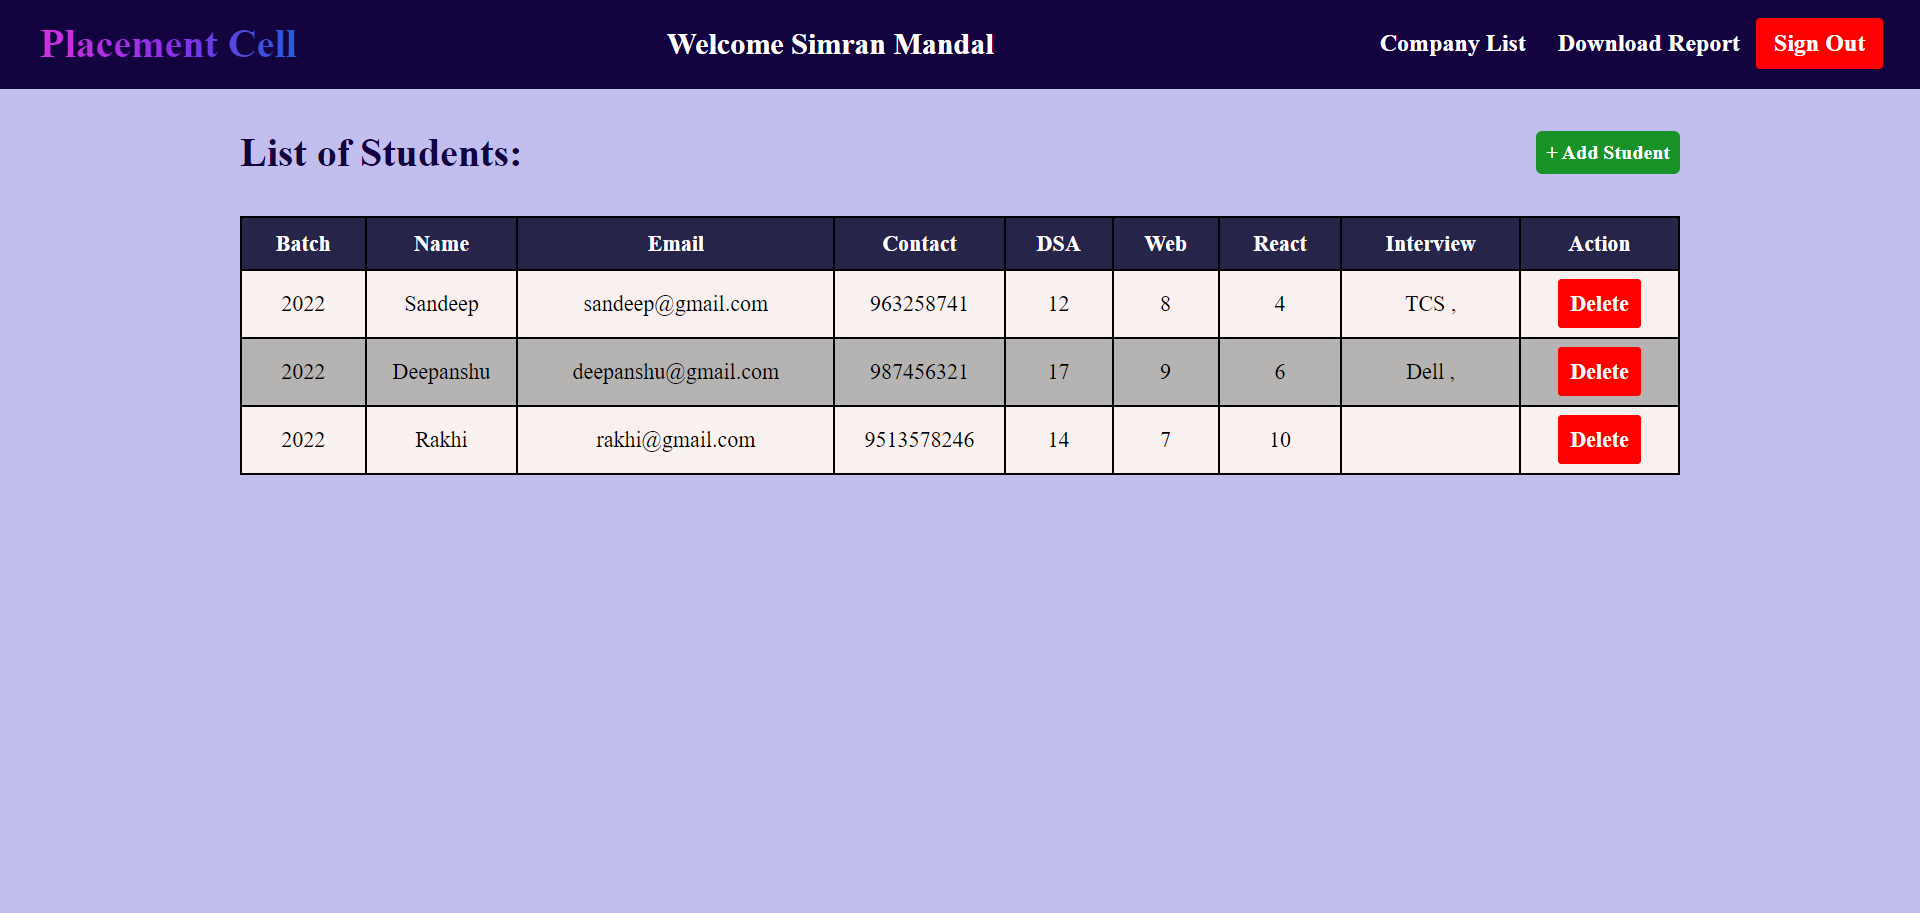 Placement Cell Welcome Simran Mandal Company List Download Report Sign Out
List of Students: + Add Student
Batch Name Email Contact DSA Web React Interview Action
2022 Sandeep sandeep@gmail.com 963258741 12 8 4 TCS , Delete
2022 Deepanshu deepanshu@gmail.com 987456321 17 9 6 Dell , Delete
2022 Rakhi rakhi@gmail.com 9513578246 14 7 10 Delete